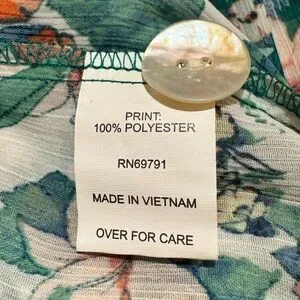 PRINT:
100% POLYESTER
RN69791
MADE IN VIETNAM
OVER FOR CARE